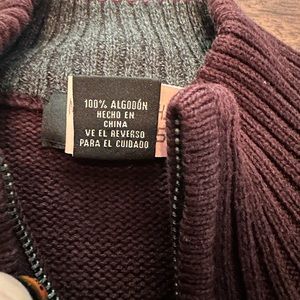 100% ALGODÓN
HECHO EN
CHINA
VE EL REVERSO
PARA EL CUIDADO